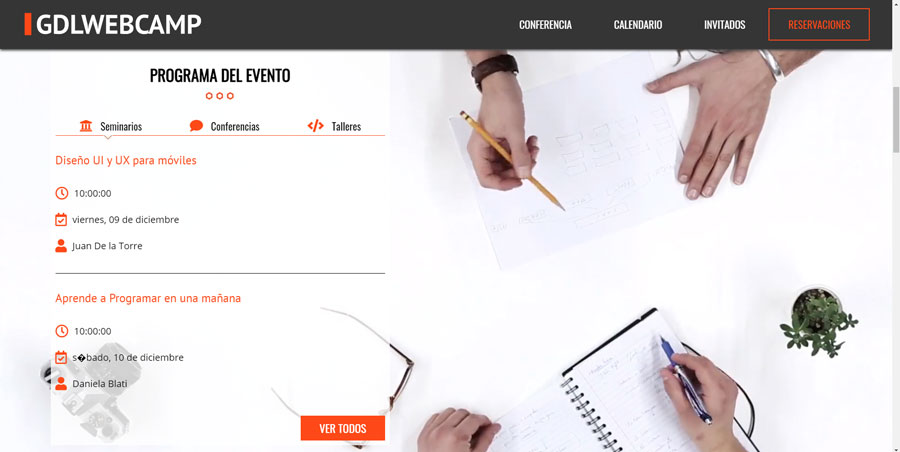 GDLWEBCAMP
CONFERENCIA
CALENDARIO
INVITADOS
RESERVACIONES
PROGRAMA DEL EVENTO
Seminarios
Conferencias
Talleres
Diseño UI y UX para móviles
10:00:00
viernes, 09 de diciembre
Juan De la Torre
Aprende a Programar en una mañana
10:00:00
s�bado, 10 de diciembre
Daniela Blati
VER TODOS